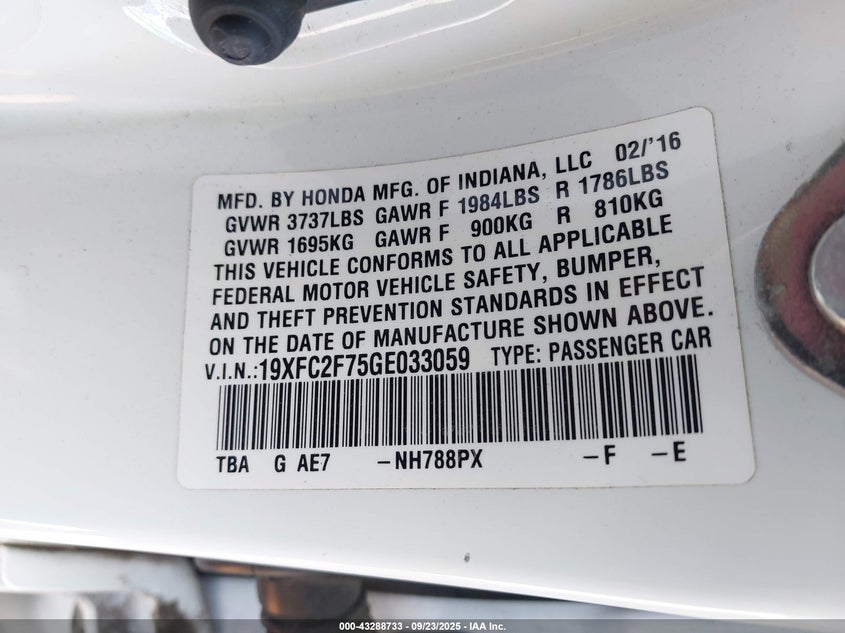 MFD. BY HONDA MFG. OF INDIANA, LLC 02/'16
GVWR 3737LBS GAWR F 1984LBS R 1786LBS
GVWR 1695KG GAWR F 900KG R 810KG
THIS VEHICLE CONFORMS TO ALL APPLICABLE
FEDERAL MOTOR VEHICLE SAFETY, BUMPER,
AND THEFT PREVENTION STANDARDS IN EFFECT
ON THE DATE OF MANUFACTURE SHOWN ABOVE.
V.I.N.:19XFC2F75GE033059 TYPE: PASSENGER CAR
TBA G AE7 -NH788PX -F -E
000-43288733 - 09/23/2025 - IAA Inc.